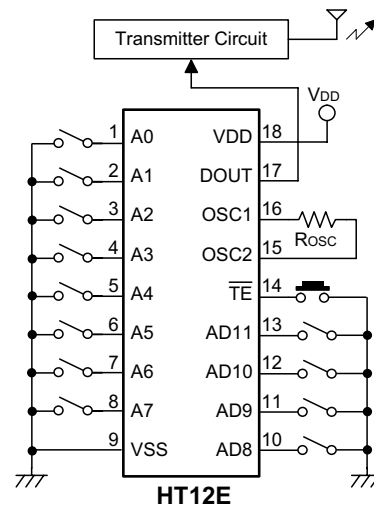 Transmitter Circuit
VDD
1 A0 VDD 18
2 A1 DOUT 17
3 A2 OSC1 16
ROSC
4 A3 OSC2 15
5 A4 TE 14
6 A5 AD11 13
7 A6 AD10 12
8 A7 AD9 11
9 VSS AD8 10
HT12E